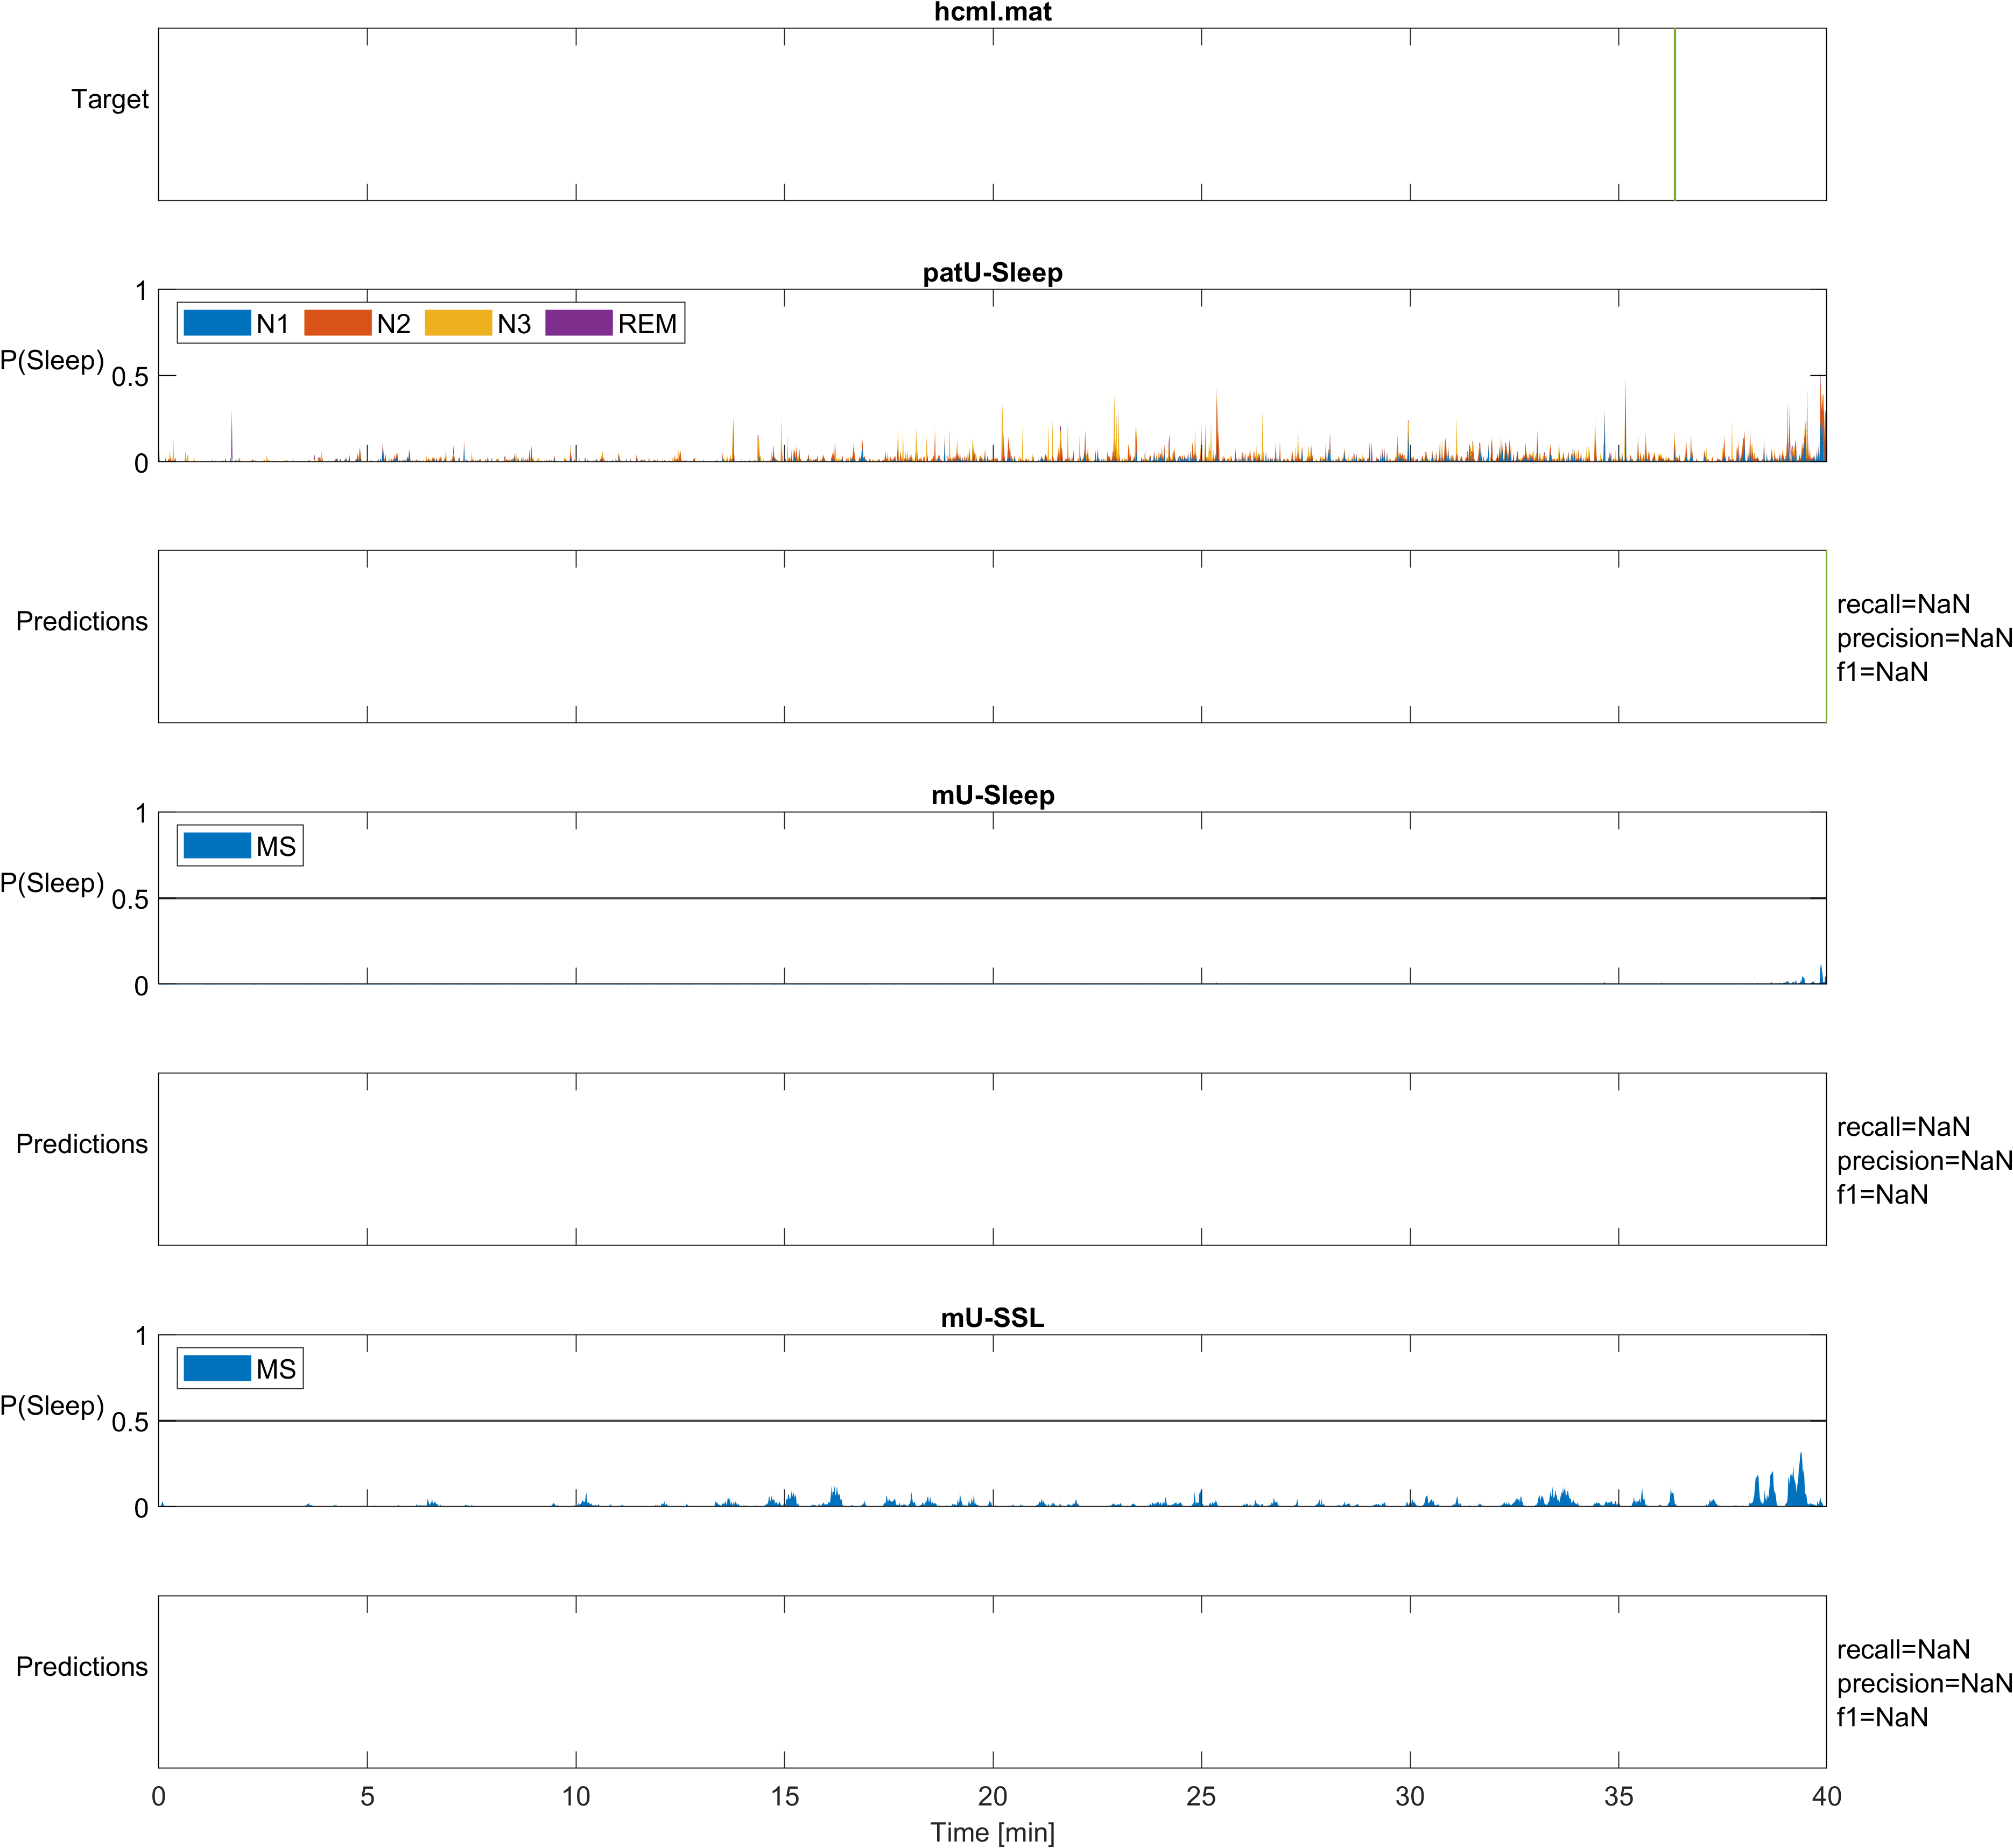 hcml.mat
Target
patU-Sleep
1
N1 N2 N3 REM
P(Sleep)
0.5
0
Predictions
recall=NaN
precision=NaN
f1=NaN
mU-Sleep
1
MS
P(Sleep)
0.5
0
Predictions
recall=NaN
precision=NaN
f1=NaN
mU-SSL
1
MS
P(Sleep)
0.5
0
Predictions
recall=NaN
precision=NaN
f1=NaN
0 5 10 15 20 25 30 35 40
Time [min]